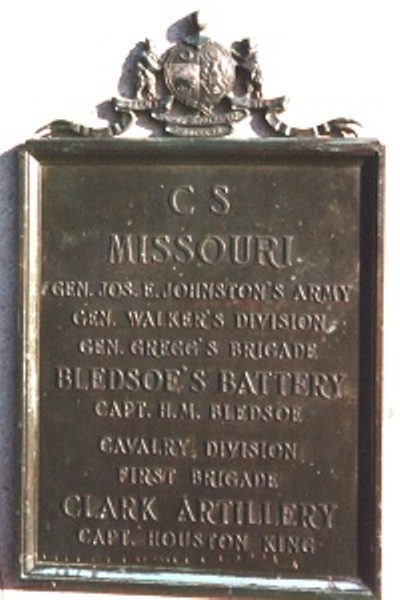 C S
MISSOURI
GEN. JOS. E. JOHNSTON'S ARMY
GEN. WALKER'S DIVISION
GEN. GREGG'S BRIGADE
BLEDSOE'S BATTERY
CAPT. H.M. BLEDSOE
CAVALRY DIVISION
FIRST BRIGADE
CLARK ARTILLERY
CAPT. HOUSTON KING